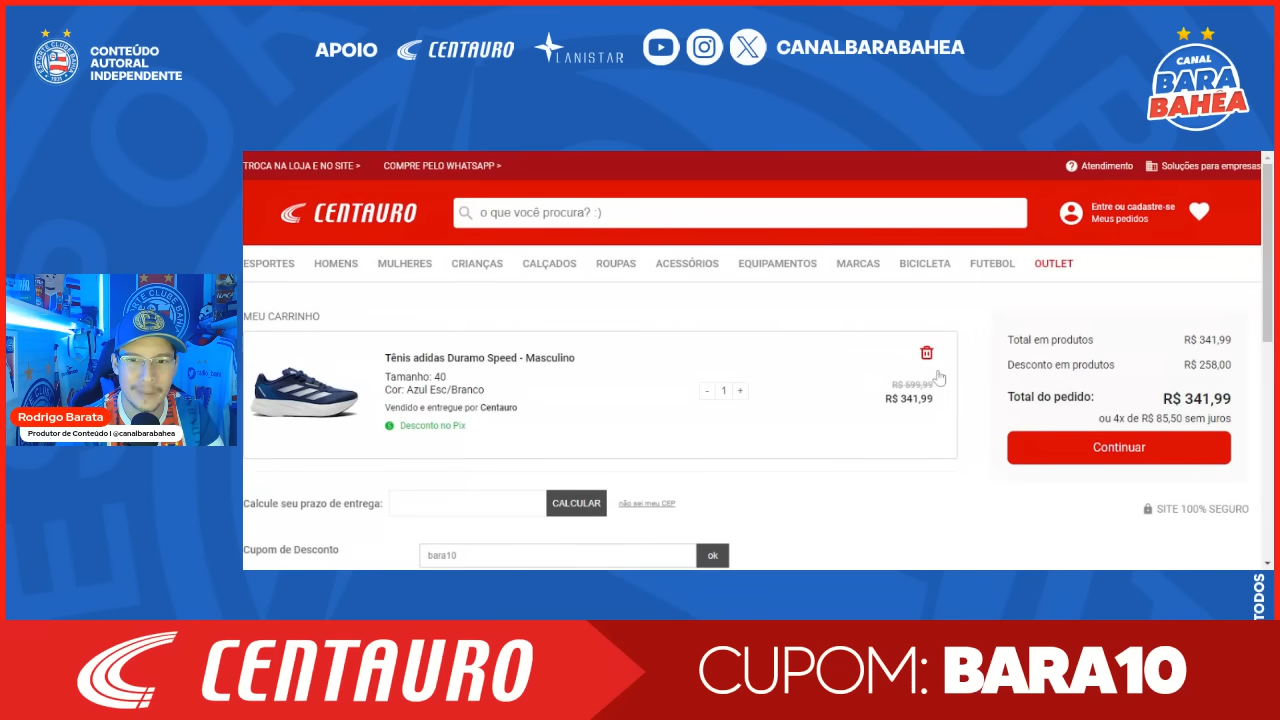 CONTEÚDO
AUTORAL
INDEPENDENTE
APOIO
CENTAURO
LANISTAR
CANALBARABAHEA
CANAL
BARA
BAHÊA
TROCA NA LOJA E NO SITE >
COMPRE PELO WHATSAPP >
Atendimento
Soluções para empresas
CENTAURO
o que você procura? :)
Entre ou cadastre-se
Meus pedidos
ESPORTES HOMENS MULHERES CRIANÇAS CALÇADOS ROUPAS ACESSÓRIOS EQUIPAMENTOS MARCAS BICICLETA FUTEBOL OUTLET
MEU CARRINHO
Tênis adidas Duramo Speed - Masculino
Tamanho: 40
Cor: Azul Esc/Branco
Vendido e entregue por Centauro
Desconto no Pix
- 1 +
R$ 599,99
R$ 341,99
Total em produtos R$ 341,99
Desconto em produtos R$ 258,00
Total do pedido: R$ 341,99
ou 4x de R$ 85,50 sem juros
Continuar
SITE 100% SEGURO
Calcule seu prazo de entrega:
CALCULAR
não sei meu CEP
Cupom de Desconto
bara10
ok
Rodrigo Barata
Produtor de Conteúdo | @canalbarabahea
TODOS
CENTAURO
CUPOM: BARA10